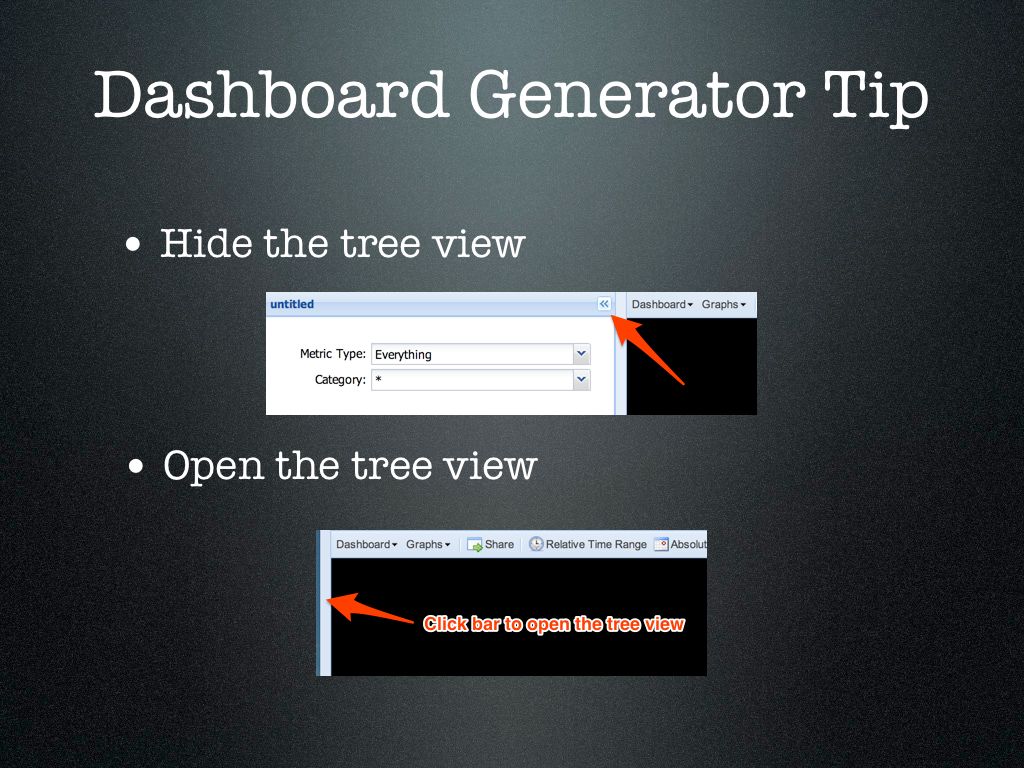 Dashboard Generator Tip
• Hide the tree view
untitled
Dashboard Graphs
Metric Type: Everything
Category: *
• Open the tree view
Dashboard Graphs Share Relative Time Range Absolut
Click bar to open the tree view